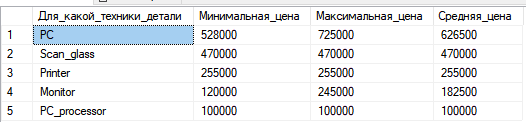 Для_какой_техники_детали Минимальная_цена Максимальная_цена Средняя_цена
1 PC 528000 725000 626500
2 Scan_glass 470000 470000 470000
3 Printer 255000 255000 255000
4 Monitor 120000 245000 182500
5 PC_processor 100000 100000 100000